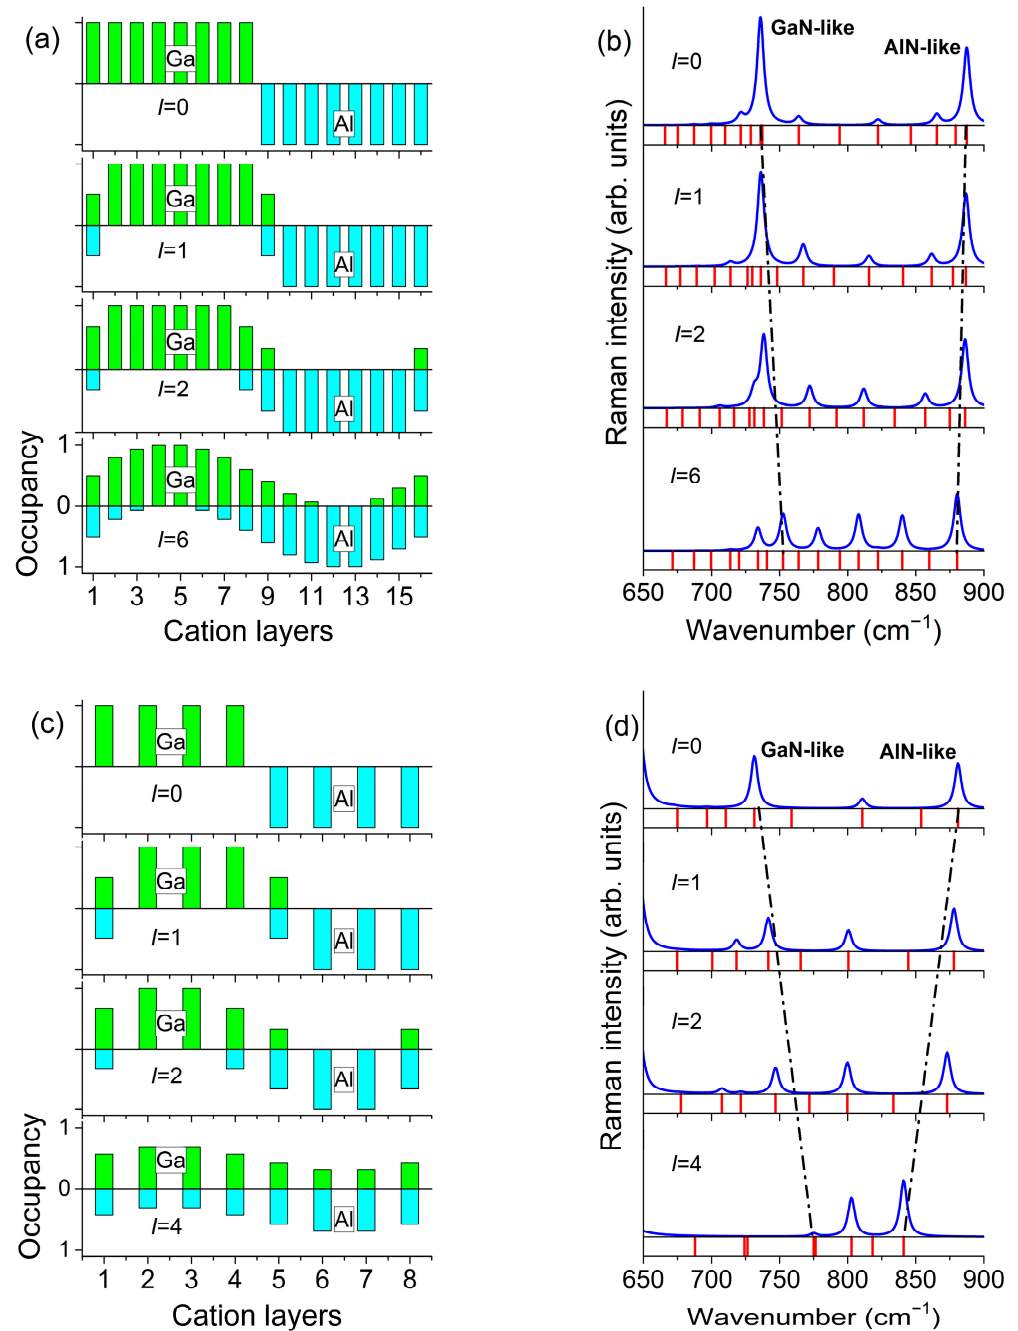 (a)
Ga
l=0
Al
Ga
l=1
Al
Ga
l=2
Al
1
Ga
0
l=6
Al
1
Occupancy
1 3 5 7 9 11 13 15
Cation layers
(b)
GaN-like
AlN-like
l=0
l=1
l=2
l=6
Raman intensity (arb. units)
650 700 750 800 850 900
Wavenumber (cm⁻¹)
(c)
Ga
l=0
Al
Ga
l=1
Al
Ga
l=2
Al
1
Ga
0
l=4
Al
1
Occupancy
1 2 3 4 5 6 7 8
Cation layers
(d)
l=0
GaN-like
AlN-like
l=1
l=2
l=4
Raman intensity (arb. units)
650 700 750 800 850 900
Wavenumber (cm⁻¹)